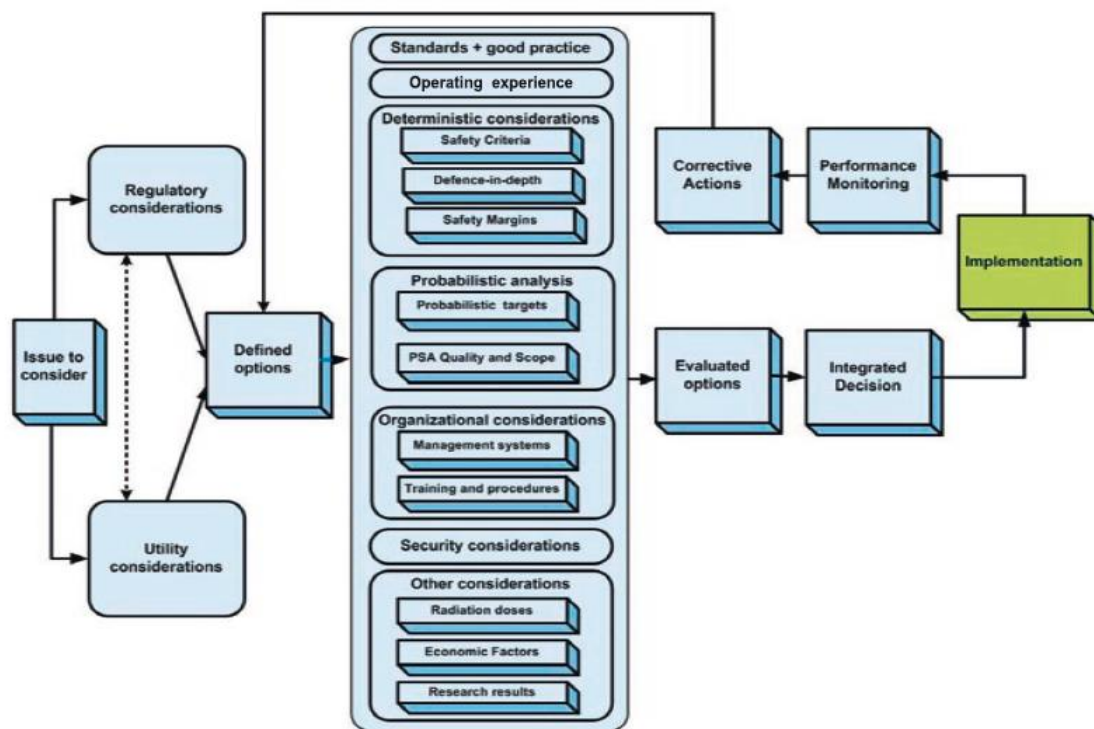 Issue to
consider
Regulatory
considerations
Utility
considerations
Defined
options
Standards + good practice
Operating experience
Deterministic considerations
Safety Criteria
Defence-in-depth
Safety Margins
Probabilistic analysis
Probabilistic targets
PSA Quality and Scope
Organizational considerations
Management systems
Training and procedures
Security considerations
Other considerations
Radiation doses
Economic Factors
Research results
Evaluated
options
Integrated
Decision
Implementation
Performance
Monitoring
Corrective
Actions